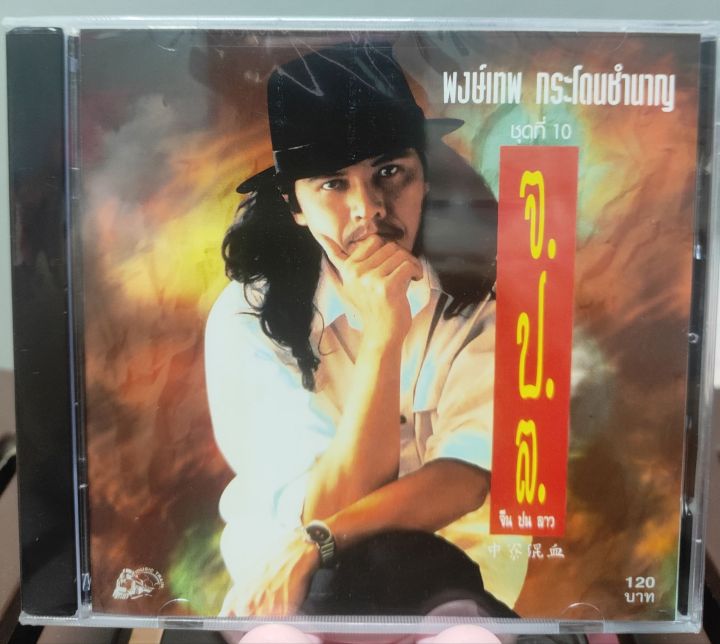 พงษ์เทพ กระโดนชำนาญ
ชุดที่ 10
จ.
ป.
ล.
จีน ปน ลาว
中寮混血
MUSIC TRAIN
120
บาท